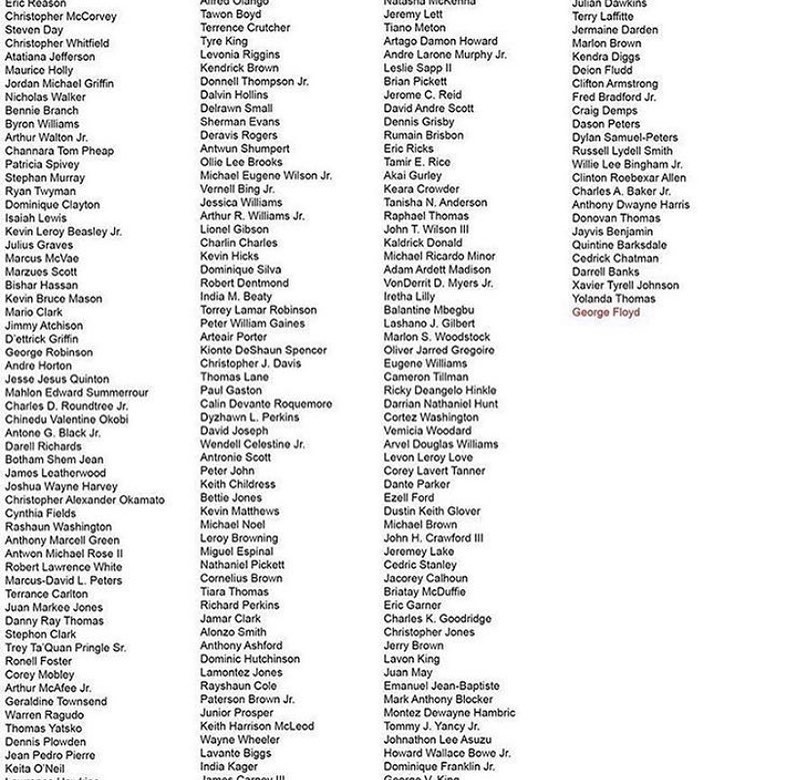 Eric Reason
Christopher McCorvey
Steven Day
Christopher Whitfield
Atatiana Jefferson
Maurice Holly
Jordan Michael Griffin
Nicholas Walker
Bennie Branch
Byron Williams
Arthur Walton Jr.
Channara Tom Pheap
Patricia Spivey
Stephan Murray
Ryan Twyman
Dominique Clayton
Isaiah Lewis
Kevin Leroy Beasley Jr.
Julius Graves
Marcus McVae
Marzues Scott
Bishar Hassan
Kevin Bruce Mason
Mario Clark
Jimmy Atchison
D'ettrick Griffin
George Robinson
Andre Horton
Jesse Jesus Quinton
Mahlon Edward Summerrour
Charles D. Roundtree Jr.
Chinedu Valentine Okobi
Antone G. Black Jr.
Darell Richards
Botham Shem Jean
James Leatherwood
Joshua Wayne Harvey
Christopher Alexander Okamato
Cynthia Fields
Rashaun Washington
Anthony Marcell Green
Antwon Michael Rose II
Robert Lawrence White
Marcus-David L. Peters
Terrance Carlton
Juan Markee Jones
Danny Ray Thomas
Stephon Clark
Trey Ta'Quan Pringle Sr.
Ronell Foster
Corey Mobley
Arthur McAfee Jr.
Geraldine Townsend
Warren Ragudo
Thomas Yatsko
Dennis Plowden
Jean Pedro Pierre
Keita O'Neil
Alfred Olango
Tawon Boyd
Terrence Crutcher
Tyre King
Levonia Riggins
Kendrick Brown
Donnell Thompson Jr.
Dalvin Hollins
Delrawn Small
Sherman Evans
Deravis Rogers
Antwun Shumpert
Ollie Lee Brooks
Michael Eugene Wilson Jr.
Vernell Bing Jr.
Jessica Williams
Arthur R. Williams Jr.
Lionel Gibson
Charlin Charles
Kevin Hicks
Dominique Silva
Robert Dentmond
India M. Beaty
Torrey Lamar Robinson
Peter William Gaines
Arteair Porter
Kionte DeShaun Spencer
Christopher J. Davis
Thomas Lane
Paul Gaston
Calin Devante Roquemore
Dyzhawn L. Perkins
David Joseph
Wendell Celestine Jr.
Antronie Scott
Peter John
Keith Childress
Bettie Jones
Kevin Matthews
Michael Noel
Leroy Browning
Miguel Espinal
Nathaniel Pickett
Cornelius Brown
Tiara Thomas
Richard Perkins
Jamar Clark
Alonzo Smith
Anthony Ashford
Dominic Hutchinson
Lamontez Jones
Rayshaun Cole
Paterson Brown Jr.
Junior Prosper
Keith Harrison McLeod
Wayne Wheeler
Lavante Biggs
India Kager
James Carney III
Natasha McKenna
Jeremy Lett
Tiano Meton
Artago Damon Howard
Andre Larone Murphy Jr.
Leslie Sapp II
Brian Pickett
Jerome C. Reid
David Andre Scott
Dennis Grigsby
Rumain Brisbon
Eric Ricks
Tamir E. Rice
Akai Gurley
Keara Crowder
Tanisha N. Anderson
Raphael Thomas
John T. Wilson III
Kaldrick Donald
Michael Ricardo Minor
Adam Ardett Madison
VonDerrit D. Myers Jr.
Iretha Lilly
Balantine Mbegbu
Lashano J. Gilbert
Marlon S. Woodstock
Oliver Jarred Gregoire
Eugene Williams
Cameron Tillman
Ricky Deangelo Hinkle
Darrian Nathaniel Hunt
Cortez Washington
Vernicia Woodard
Arvel Douglas Williams
Levon Leroy Love
Corey Lavert Tanner
Dante Parker
Ezell Ford
Dustin Keith Glover
Michael Brown
John H. Crawford III
Jeremey Lake
Cedric Stanley
Jacorey Calhoun
Briatay McDuffie
Eric Garner
Charles K. Goodridge
Christopher Jones
Jerry Brown
Lavon King
Juan May
Emanuel Jean-Baptiste
Mark Anthony Blocker
Montez Dewayne Hambric
Tommy J. Yancy Jr.
Johnathon Lee Asuzu
Howard Wallace Bowe Jr.
Dominique Franklin Jr.
George V. King
Julian Dawkins
Terry Laffitte
Jermaine Darden
Marlon Brown
Kendra Diggs
Deion Fludd
Clifton Armstrong
Fred Bradford Jr.
Craig Demps
Dason Peters
Dylan Samuel-Peters
Russell Lydell Smith
Willie Lee Bingham Jr.
Clinton Roebexar Allen
Charles A. Baker Jr.
Anthony Dwayne Harris
Donovan Thomas
Jayvis Benjamin
Quintine Barksdale
Cedrick Chatman
Darrell Banks
Xavier Tyrell Johnson
Yolanda Thomas
George Floyd